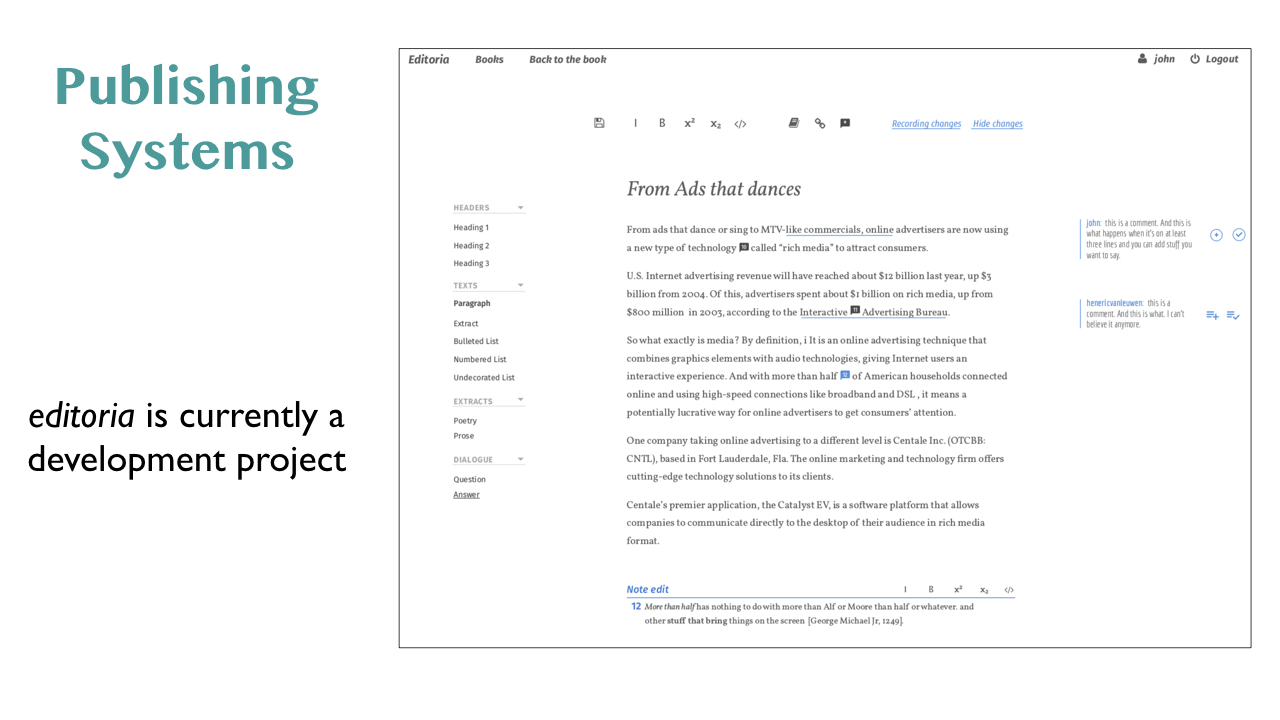 Publishing
Systems
editoria is currently a
development project
Editoria Books Back to the book john Logout
I B x² x₂ </> Recording changes Hide changes
HEADERS
Heading 1
Heading 2
Heading 3
TEXTS
Paragraph
Extract
Bulleted List
Numbered List
Undecorated List
EXTRACTS
Poetry
Prose
DIALOGUE
Question
Answer
From Ads that dances
From ads that dance or sing to MTV-like commercials, online advertisers are now using
a new type of technology 10 called “rich media” to attract consumers.
U.S. Internet advertising revenue will have reached about $12 billion last year, up $3
billion from 2004. Of this, advertisers spent about $1 billion on rich media, up from
$800 million in 2003, according to the Interactive 11 Advertising Bureau.
So what exactly is media? By definition, i It is an online advertising technique that
combines graphics elements with audio technologies, giving Internet users an
interactive experience. And with more than half 12 of American households connected
online and using high-speed connections like broadband and DSL , it means a
potentially lucrative way for online advertisers to get consumers’ attention.
One company taking online advertising to a different level is Centale Inc. (OTCBB:
CNTL), based in Fort Lauderdale, Fla. The online marketing and technology firm offers
cutting-edge technology solutions to its clients.
Centale’s premier application, the Catalyst EV, is a software platform that allows
companies to communicate directly to the desktop of their audience in rich media
format.
Note edit I B x² x₂ </>
12 More than half has nothing to do with more than Alf or Moore than half or whatever. and
other stuff that bring things on the screen [George Michael Jr, 1249].
john: this is a comment. And this is
what happens when it’s on at least
three lines and you can add stuff you
want to say.
henericvanleuwen: this is a
comment. And this is what. I can’t
believe it anymore.